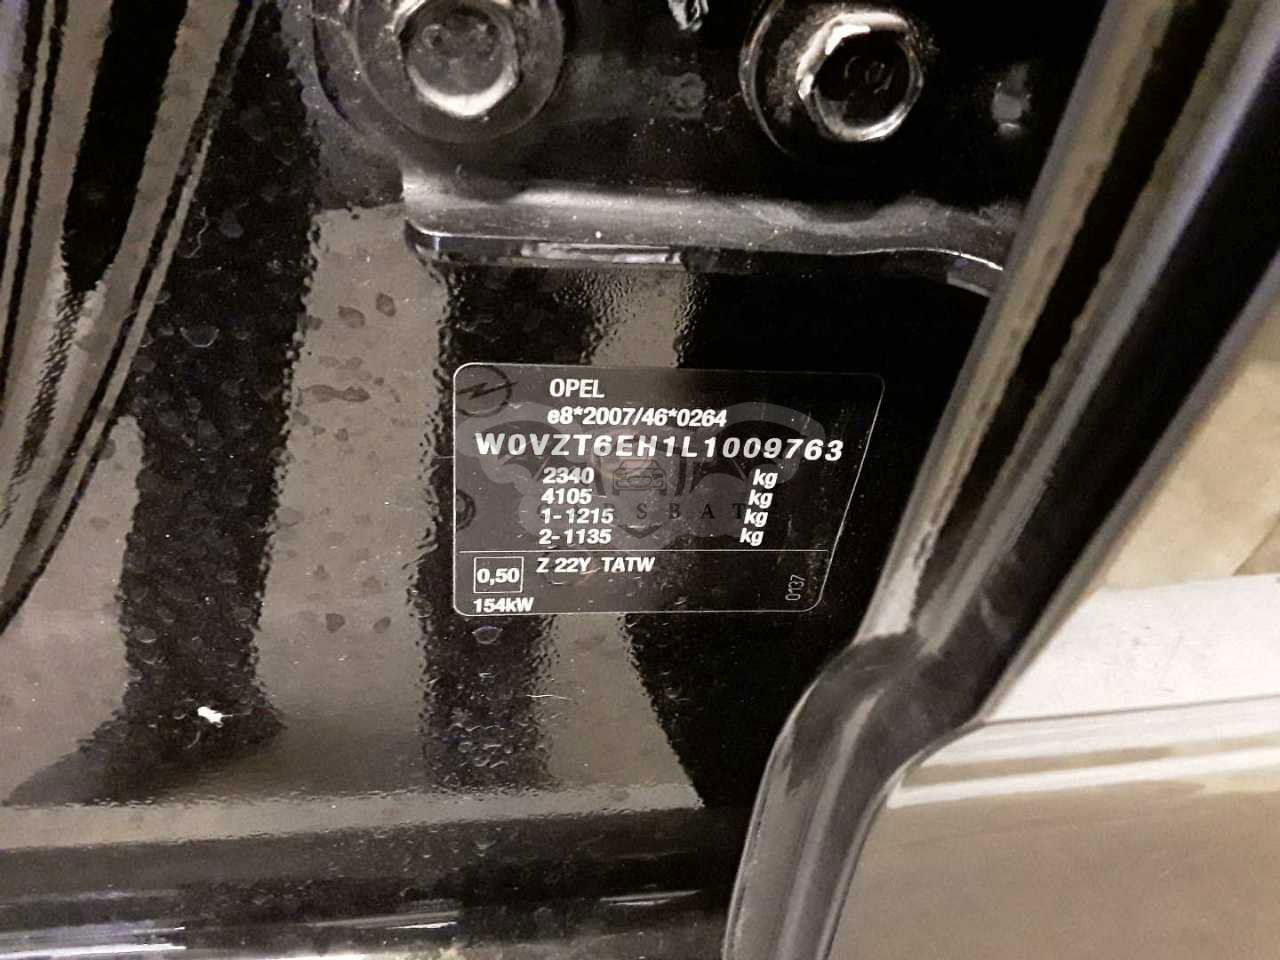 OPEL
e8*2007/46*0264
W0VZT6EH1L1009763
2340 kg
4105 kg
1-1215 kg
2-1135 kg
0,50 Z 22Y TATW
154kW
0137